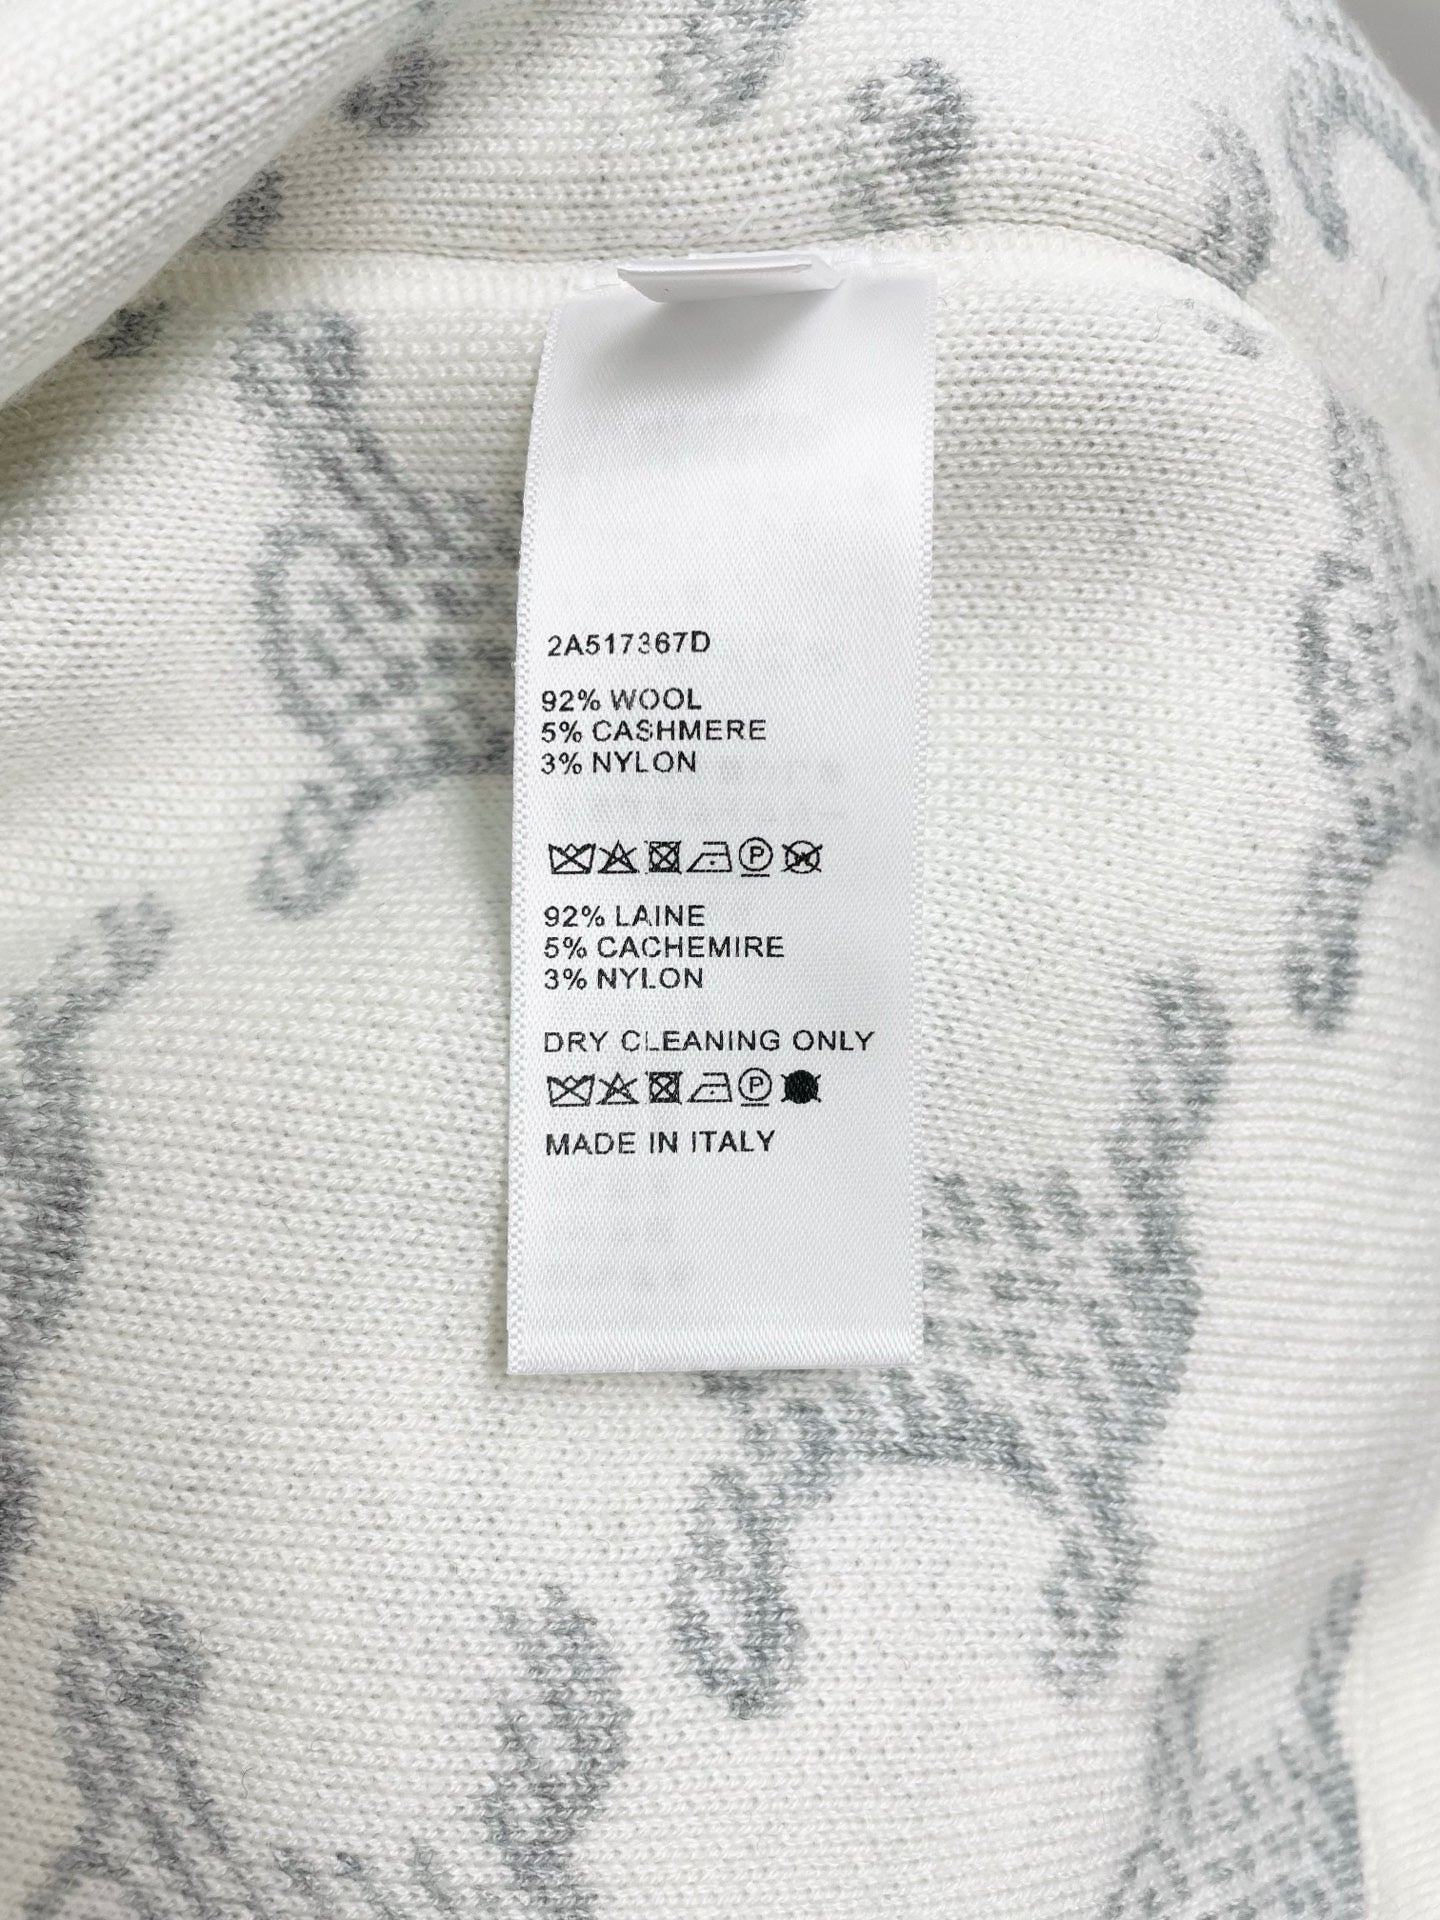 2A517367D
92% WOOL
5% CASHMERE
3% NYLON
P W
92% LAINE
5% CACHEMIRE
3% NYLON
DRY CLEANING ONLY
P
MADE IN ITALY